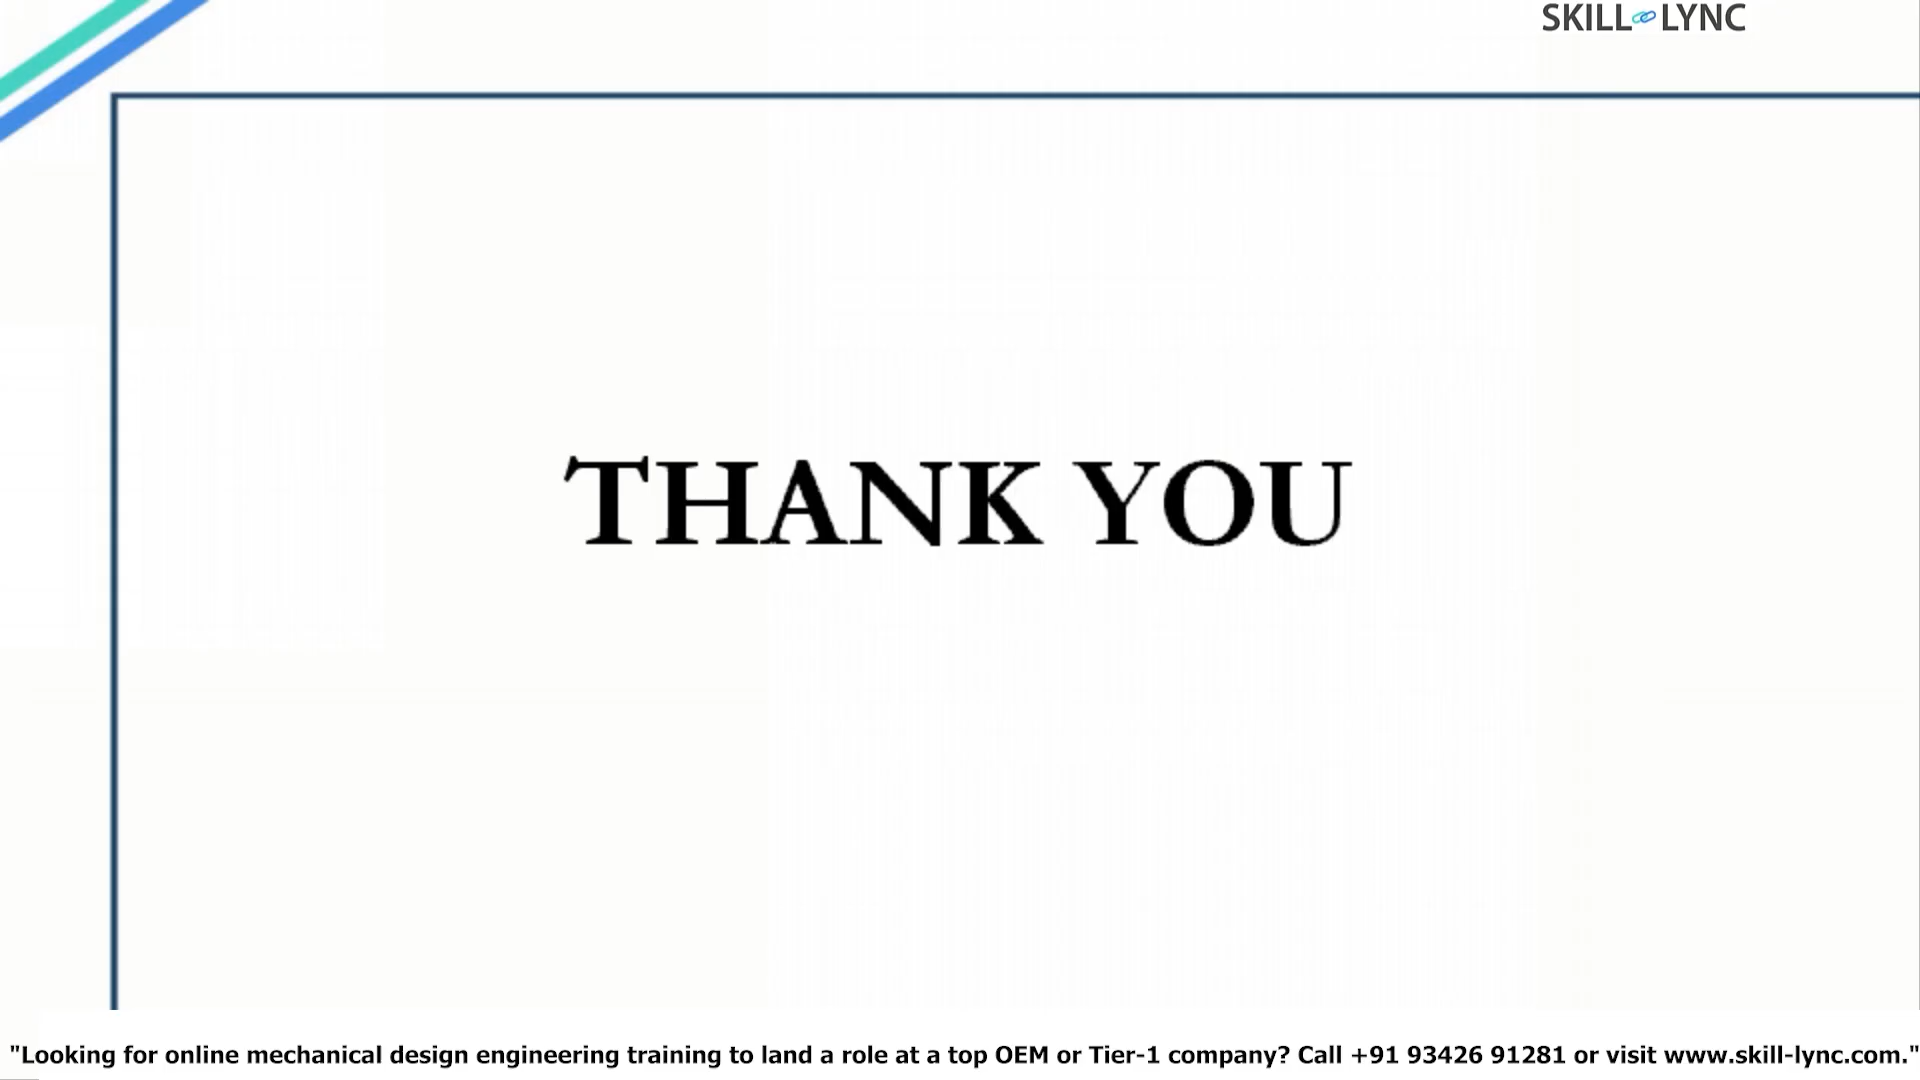 SKILL LYNC
THANK YOU
"Looking for online mechanical design engineering training to land a role at a top OEM or Tier-1 company? Call +91 93426 91281 or visit www.skill-lync.com."